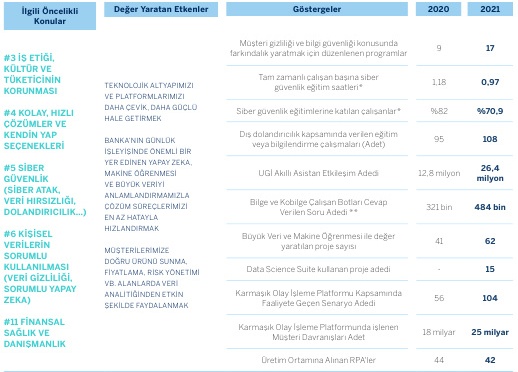 İlgili Öncelikli
Konular
Değer Yaratan Etkenler
Göstergeler
2020
2021
#3 İŞ ETİĞİ,
KÜLTÜR VE
TÜKETİCİNİN
KORUNMASI
#4 KOLAY, HIZLI
ÇÖZÜMLER VE
KENDİN YAP
SEÇENEKLERİ
#5 SİBER
GÜVENLİK
(SİBER ATAK,
VERİ HIRSIZLIĞI,
DOLANDIRICILIK...)
#6 KİŞİSEL
VERİLERİN
SORUMLU
KULLANILMASI
(VERİ GİZLİLİĞİ,
SORUMLU YAPAY
ZEKA)
#11 FİNANSAL
SAĞLIK VE
DANIŞMANLIK
TEKNOLOJİK ALTYAPIMIZI
VE PLATFORMLARIMIZI
DAHA ÇEVİK, DAHA GÜÇLÜ
HALE GETİRMEK
BANKA'NIN GÜNLÜK
İŞLEYİŞİNDE ÖNEMLİ BİR
YER EDİNEN YAPAY ZEKA,
MAKİNE ÖĞRENMESİ
VE BÜYÜK VERİYİ
ANLAMLANDIRMAMIZLA
ÇÖZÜM SÜREÇLERİMİZİ
EN AZ HATAYLA
HIZLANDIRMAK
MÜŞTERİLERİMİZE
DOĞRU ÜRÜNÜ SUNMA,
FİYATLAMA, RİSK YÖNETİMİ
VB. ALANLARDA VERİ
ANALİTİĞİNDEN ETKİN
ŞEKİLDE FAYDALANMAK
Müşteri gizliliği ve bilgi güvenliği konusunda
farkındalık yaratmak için düzenlenen programlar
9
17
Tam zamanlı çalışan başına siber
güvenlik eğitim saatleri*
1,18
0,97
Siber güvenlik eğitimlerine katılan çalışanlar*
%82
%70,9
Dış dolandırıcılık kapsamında verilen eğitim
veya bilgilendirme çalışmaları (Adet)
95
108
UGİ Akıllı Asistan Etkileşim Adedi
12,8 milyon
26,4
milyon
Bilge ve Kobilge Çalışan Botları Cevap
Verilen Soru Adedi **
321 bin
484 bin
Büyük Veri ve Makine Öğrenmesi ile değer
yaratılan proje sayısı
41
62
Data Science Suite kullanan proje adedi
-
15
Karmaşık Olay İşleme Platformu Kapsamında
Faaliyete Geçen Senaryo Adedi
56
104
Karmaşık Olay İşleme Platformunda işlenen
Müşteri Davranışları Adet
18 milyar
25 milyar
Üretim Ortamına Alınan RPA'ler
44
42